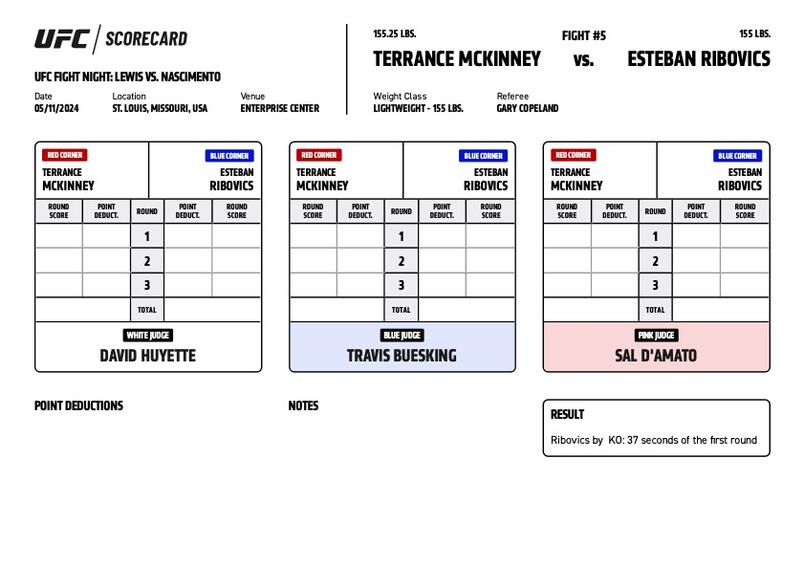 UFC SCORECARD
UFC FIGHT NIGHT: LEWIS VS. NASCIMENTO
Date Location Venue
05/11/2024 ST. LOUIS, MISSOURI, USA ENTERPRISE CENTER
155.25 LBS. FIGHT #5 155 LBS.
TERRANCE MCKINNEY vs. ESTEBAN RIBOVICS
Weight Class Referee
LIGHTWEIGHT - 155 LBS. GARY COPELAND
RED CORNER BLUE CORNER
TERRANCE ESTEBAN
MCKINNEY RIBOVICS
ROUND POINT ROUND POINT ROUND
SCORE DEDUCT. DEDUCT. SCORE
1
2
3
TOTAL
WHITE JUDGE
DAVID HUYETTE
RED CORNER BLUE CORNER
TERRANCE ESTEBAN
MCKINNEY RIBOVICS
ROUND POINT ROUND POINT ROUND
SCORE DEDUCT. DEDUCT. SCORE
1
2
3
TOTAL
BLUE JUDGE
TRAVIS BUESKING
RED CORNER BLUE CORNER
TERRANCE ESTEBAN
MCKINNEY RIBOVICS
ROUND POINT ROUND POINT ROUND
SCORE DEDUCT. DEDUCT. SCORE
1
2
3
TOTAL
PINK JUDGE
SAL D'AMATO
POINT DEDUCTIONS
NOTES
RESULT
Ribovics by KO: 37 seconds of the first round